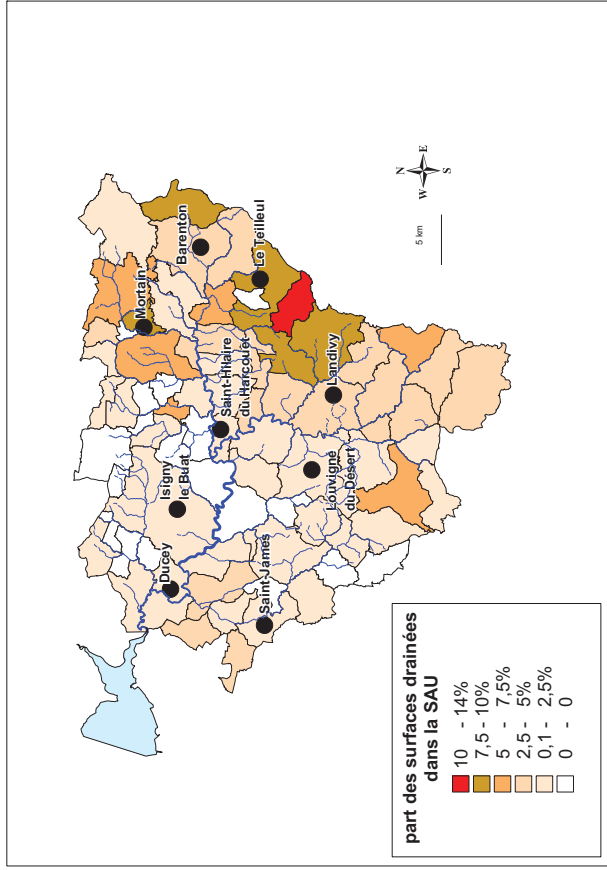 Mortain
Barenton
Le Teilleul
Isigny
le Buat
Ducey
Saint-Hilaire
du Harcouët
Saint-James
Landivy
Louvigné
du-Désert
N
W
E
S
5 km
part des surfaces drainées
dans la SAU
10 - 14%
7,5 - 10%
5 - 7,5%
2,5 - 5%
0,1 - 2,5%
0 - 0